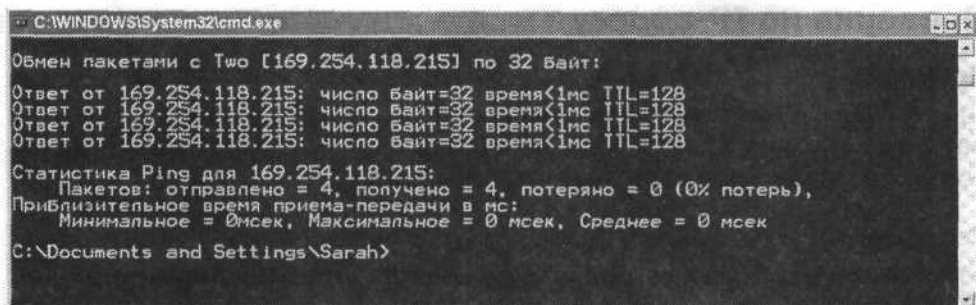 C:\WINDOWS\System32\cmd.exe
Обмен пакетами с Two [169.254.118.215] по 32 байт:
Ответ от 169.254.118.215: число байт=32 время<1мс TTL=128
Ответ от 169.254.118.215: число байт=32 время<1мс TTL=128
Ответ от 169.254.118.215: число байт=32 время<1мс TTL=128
Ответ от 169.254.118.215: число байт=32 время<1мс TTL=128
Статистика Ping для 169.254.118.215:
Пакетов: отправлено = 4, получено = 4, потеряно = 0 (0% потерь),
Приблизительное время приема-передачи в мс:
Минимальное = 0мсек, Максимальное = 0 мсек, Среднее = 0 мсек
C:\Documents and Settings\Sarah>